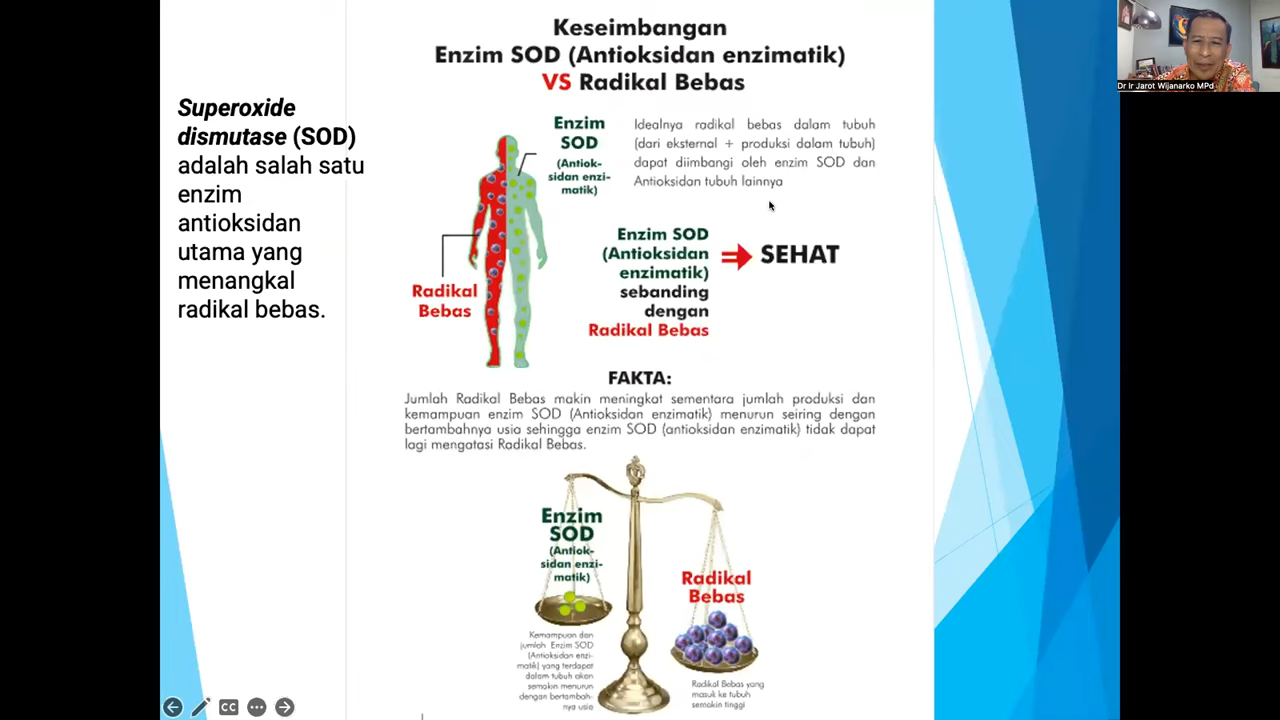 Keseimbangan
Enzim SOD (Antioksidan enzimatik)
VS Radikal Bebas
Dr Ir Jarot Wijanarko MPd
Superoxide
dismutase (SOD)
adalah salah satu
enzim
antioksidan
utama yang
menangkal
radikal bebas.
Enzim
SOD
(Antiok-
sidan enzi-
matik)
Idealnya radikal bebas dalam tubuh
(dari eksternal + produksi dalam tubuh)
dapat diimbangi oleh enzim SOD dan
Antioksidan tubuh lainnya
Radikal
Bebas
Enzim SOD
(Antioksidan
enzimatik)
sebanding
dengan
Radikal Bebas
SEHAT
FAKTA:
Jumlah Radikal Bebas makin meningkat sementara jumlah produksi dan
kemampuan enzim SOD (Antioksidan enzimatik) menurun seiring dengan
bertambahnya usia sehingga enzim SOD (antioksidan enzimatik) tidak dapat
lagi mengatasi Radikal Bebas.
Enzim
SOD
(Antiok-
sidan enzi-
matik)
Radikal
Bebas
Kemampuan dan
jumlah Enzim SOD
(Antioksidan enzi-
matik) yang terdapat
dalam tubuh akan
semakin menurun
dengan bertambah-
nya usia
Radikal Bebas yang
masuk ke tubuh
semakin tinggi
CC